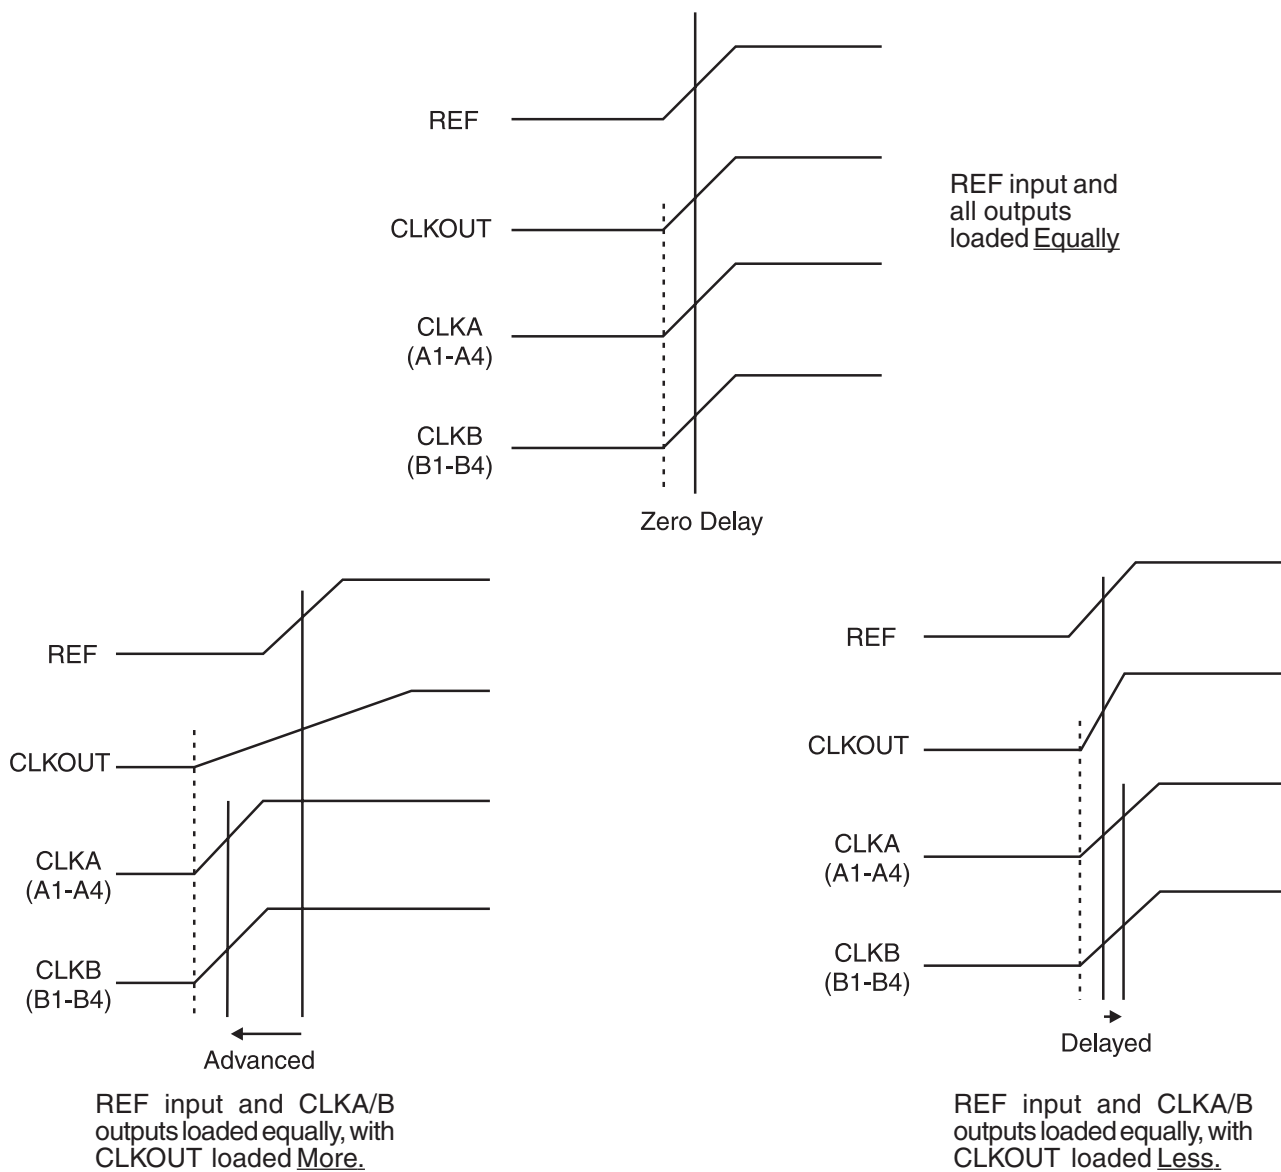 REF
CLKOUT
CLKA
(A1-A4)
CLKB
(B1-B4)
Zero Delay
REF input and
all outputs
loaded Equally
REF
CLKOUT
CLKA
(A1-A4)
CLKB
(B1-B4)
Advanced
REF input and CLKA/B
outputs loaded equally, with
CLKOUT loaded More.
REF
CLKOUT
CLKA
(A1-A4)
CLKB
(B1-B4)
Delayed
REF input and CLKA/B
outputs loaded equally, with
CLKOUT loaded Less.